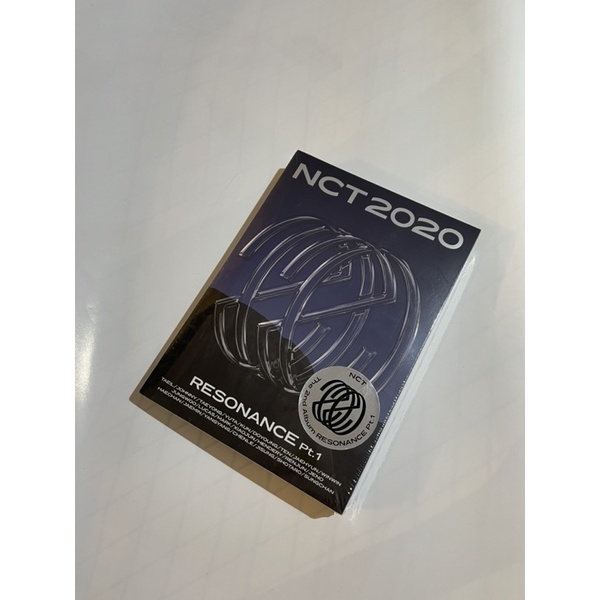 NCT 2020
RESONANCE Pt.1
TAEIL/JOHNNY/TAEYONG/YUTA/KUN/DOYOUNG/TEN/JAEHYUN/WINWIN
JUNGWOO/LUCAS/MARK/XIAOJUN/HENDERY/RENJUN/JENO
HAECHAN/JAEMIN/YANGYANG/CHENLE/JISUNG/SHOTARO/SUNGCHAN
NCT
The 2nd Album RESONANCE Pt.1